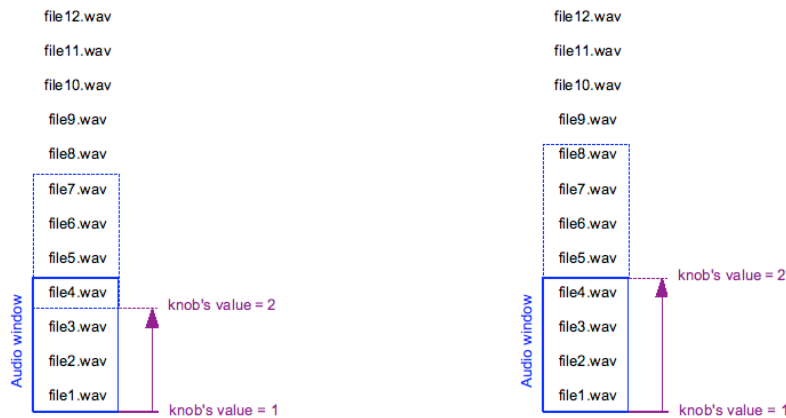 file12.wav
file11.wav
file10.wav
file9.wav
file8.wav
file7.wav
file6.wav
file5.wav
file4.wav
knob's value = 2
file3.wav
file2.wav
file1.wav
knob's value = 1
Audio window
file12.wav
file11.wav
file10.wav
file9.wav
file8.wav
file7.wav
file6.wav
file5.wav
knob's value = 2
file4.wav
file3.wav
file2.wav
file1.wav
knob's value = 1
Audio window